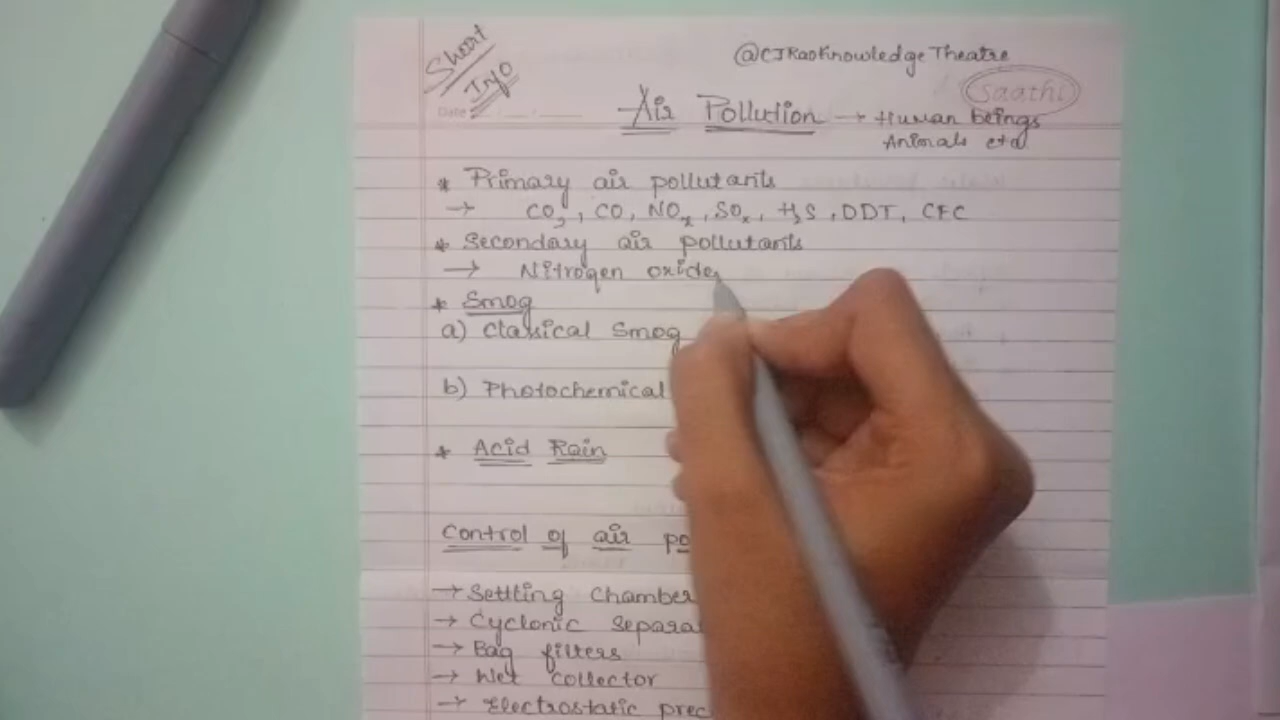 Short
Info
@CJRaoKnowledgeTheatre
Saathi
Date
Air Pollution → Human beings
Animals etc
* Primary air pollutants
→ CO₂, CO, NOₓ, SOₓ, H₂S, DDT, CFC
* Secondary air pollutants
→ Nitrogen oxide,
* Smog
a) Classical Smog
b) Photochemical
* Acid Rain
Control of air po
→ Settling Chamber
→ Cyclonic Separa
→ Bag filters
→ Wet collector
→ Electrostatic prec